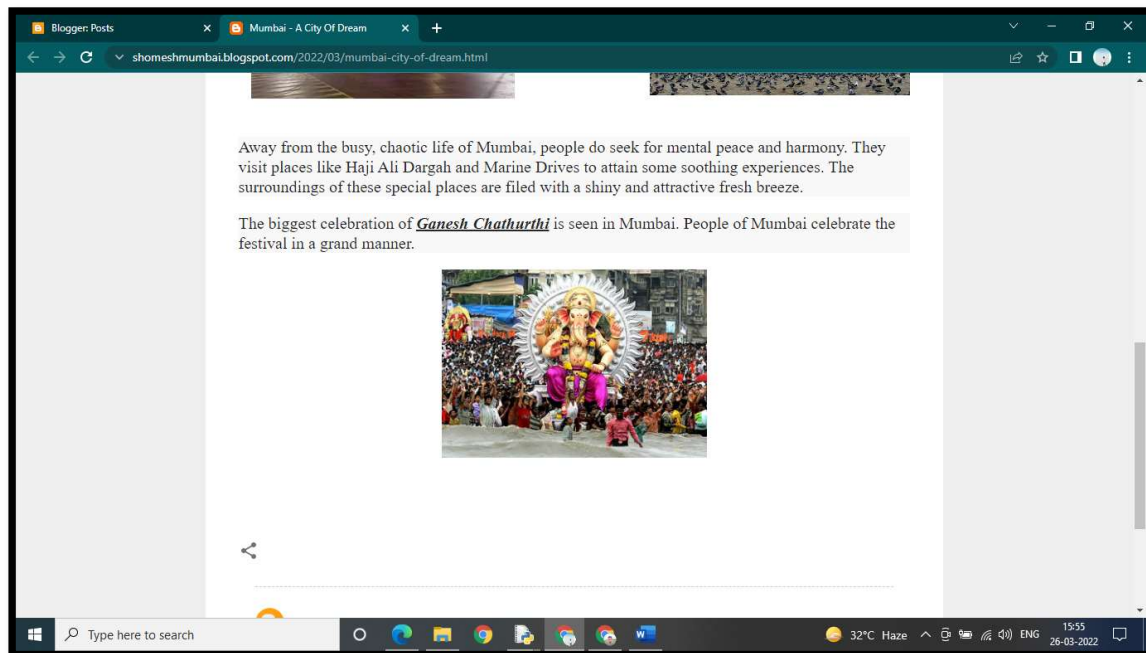 Blogger: Posts
Mumbai - A City Of Dream
shomeshmumbai.blogspot.com/2022/03/mumbai-city-of-dream.html
Away from the busy, chaotic life of Mumbai, people do seek for mental peace and harmony. They
visit places like Haji Ali Dargah and Marine Drives to attain some soothing experiences. The
surroundings of these special places are filed with a shiny and attractive fresh breeze.
The biggest celebration of Ganesh Chathurthi is seen in Mumbai. People of Mumbai celebrate the
festival in a grand manner.
Type here to search
32°C Haze
ENG
15:55
26-03-2022